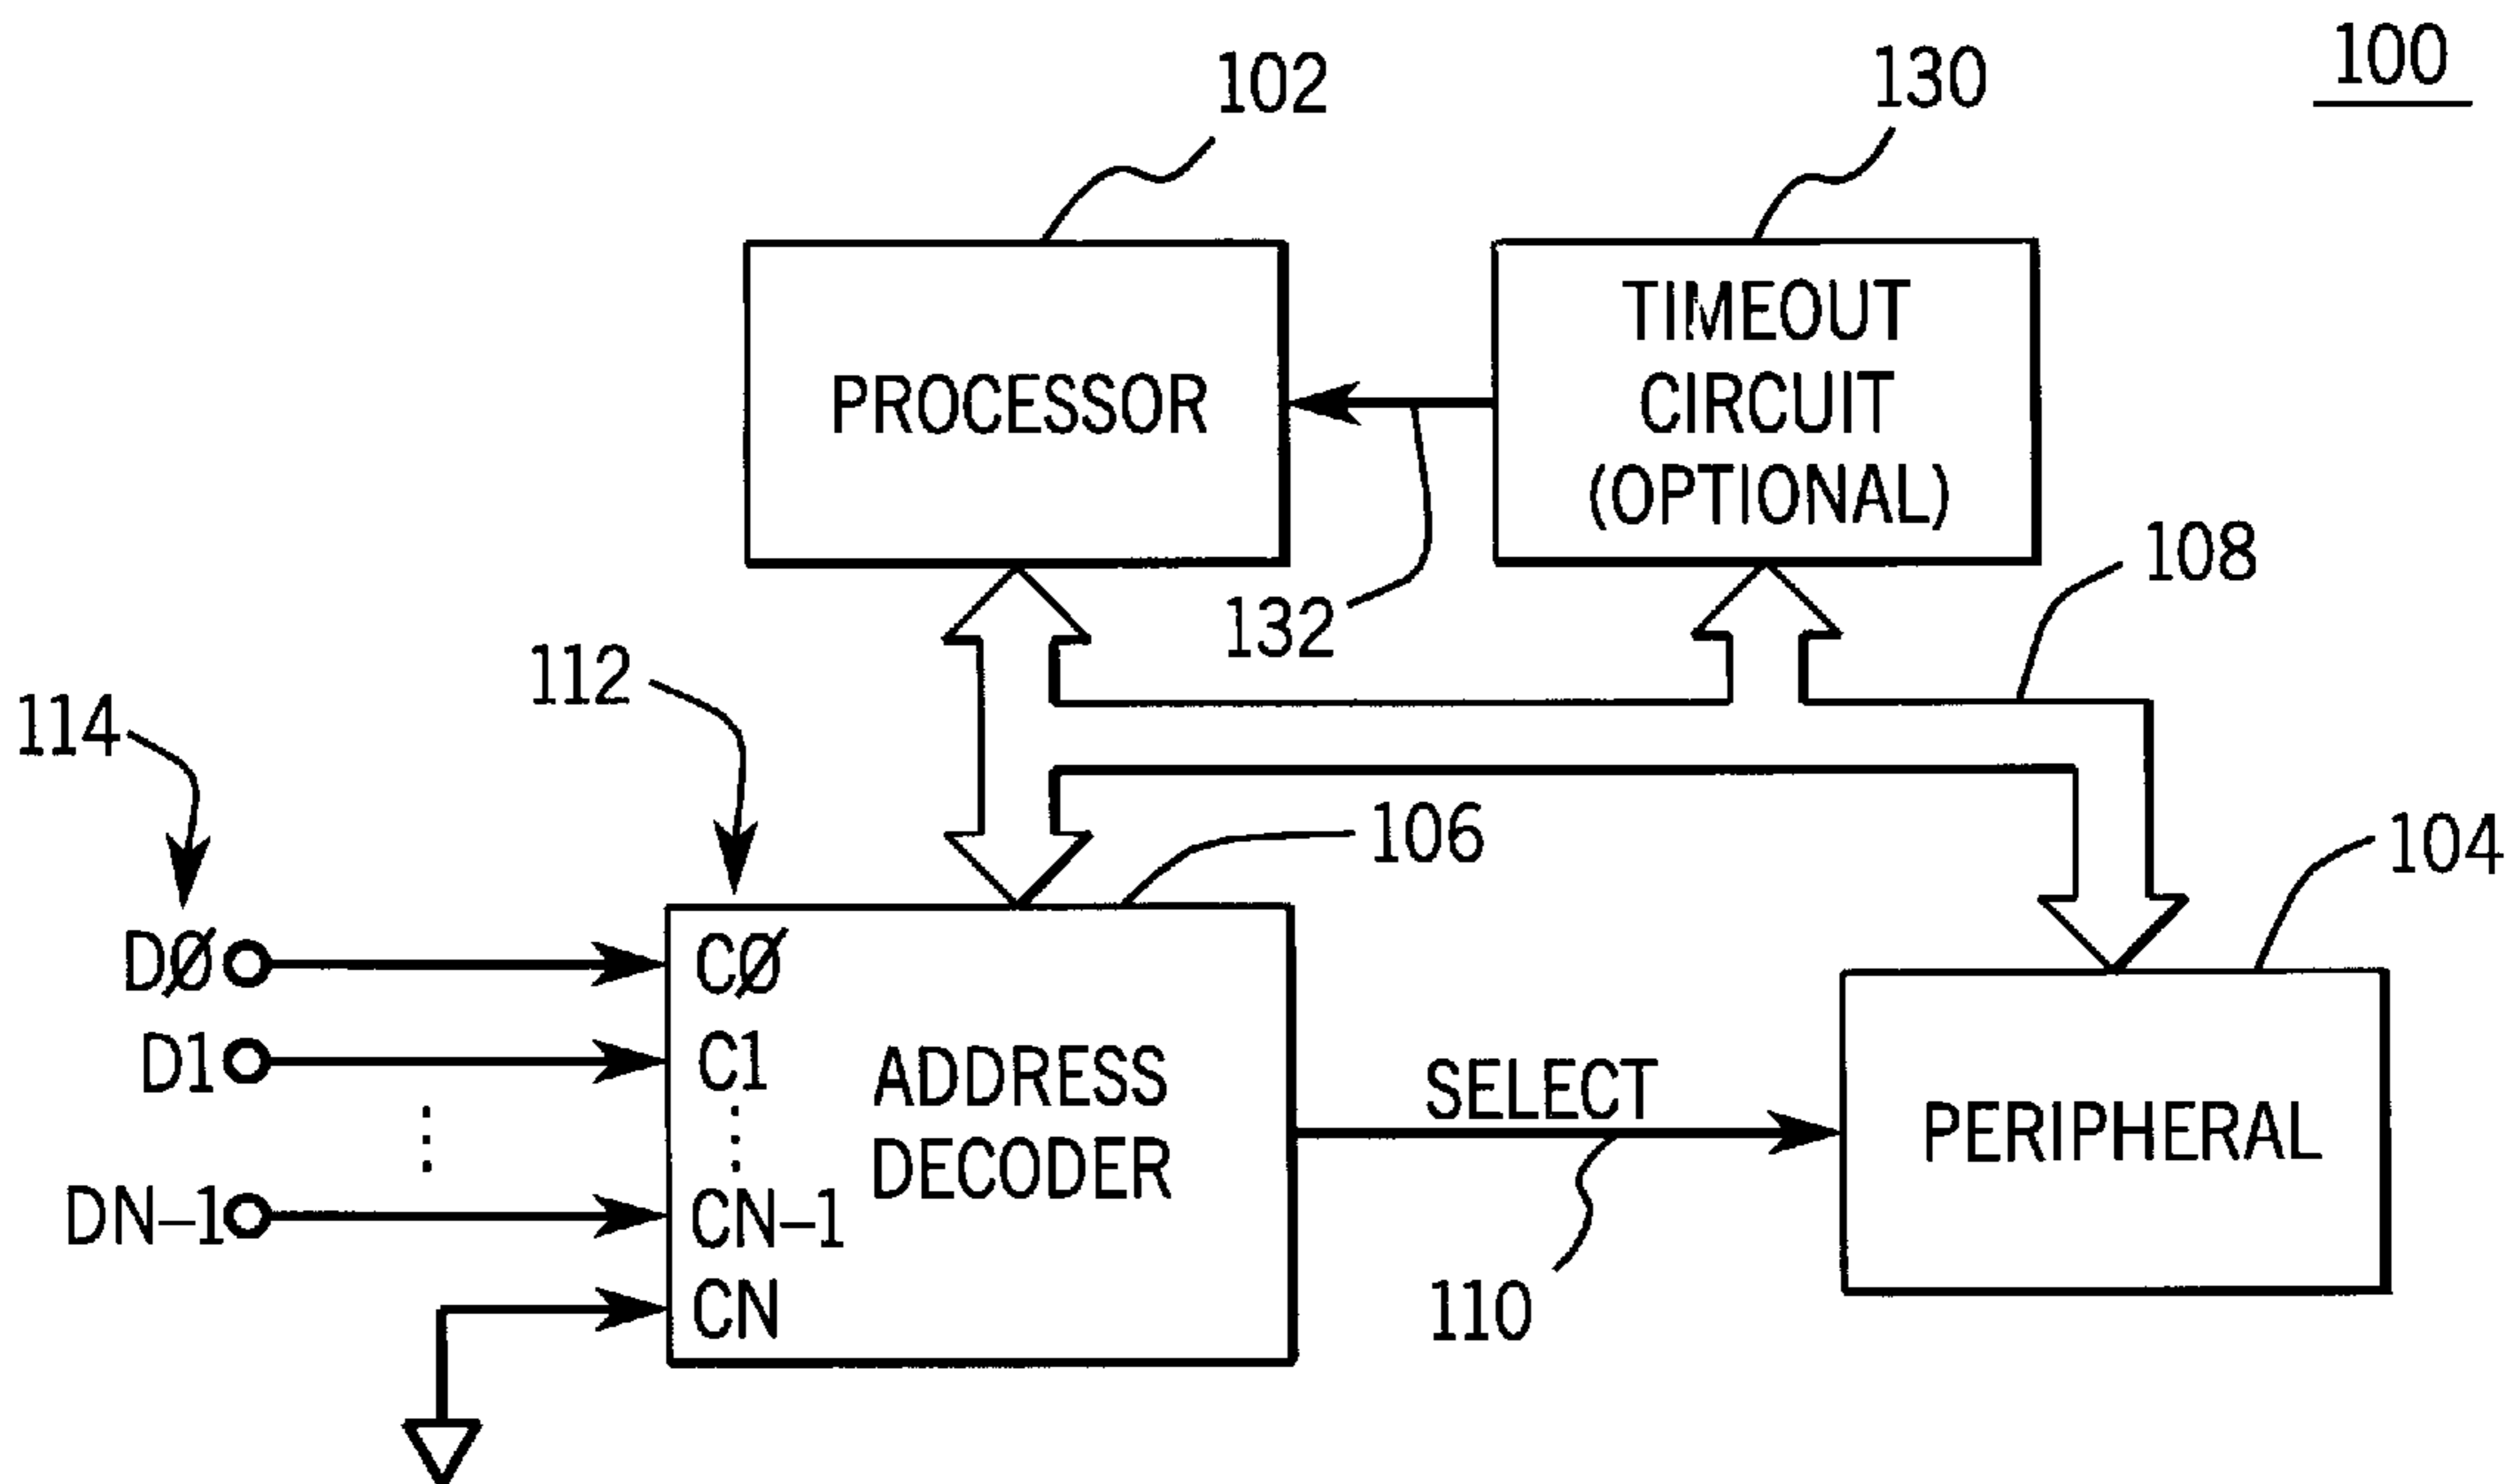 100
102
130
PROCESSOR
TIMEOUT
CIRCUIT
(OPTIONAL)
132
108
114
112
106
104
DØ
D1
DN–1
CØ
C1
CN–1
CN
ADDRESS
DECODER
SELECT
110
PERIPHERAL